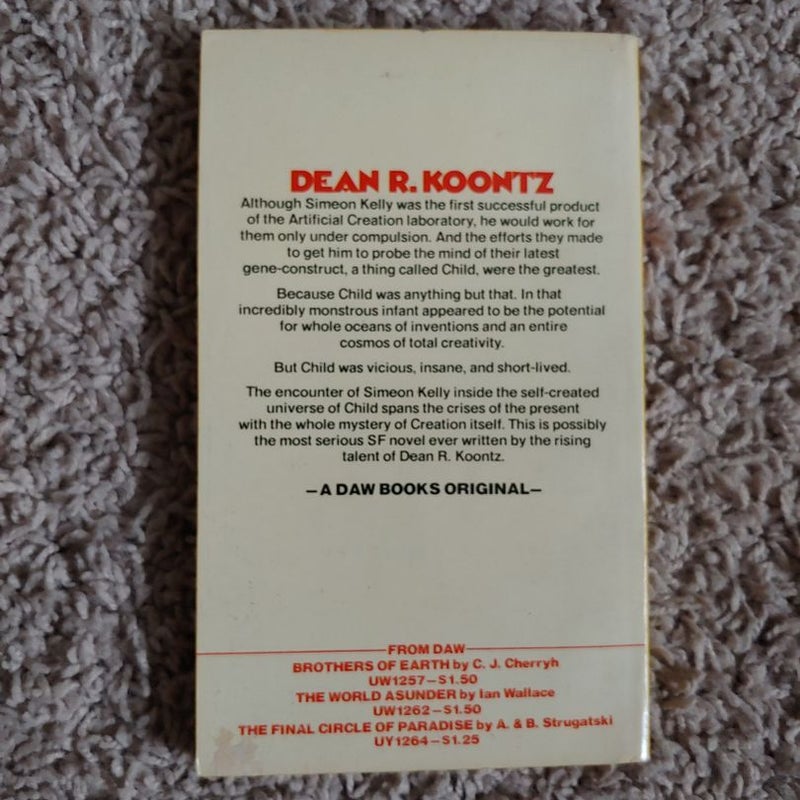 DEAN R. KOONTZ
Although Simeon Kelly was the first successful product
of the Artificial Creation laboratory, he would work for
them only under compulsion. And the efforts they made
to get him to probe the mind of their latest
gene-construct, a thing called Child, were the greatest.
Because Child was anything but that. In that
incredibly monstrous infant appeared to be the potential
for whole oceans of inventions and an entire
cosmos of total creativity.
But Child was vicious, insane, and short-lived.
The encounter of Simeon Kelly inside the self-created
universe of Child spans the crises of the present
with the whole mystery of Creation itself. This is possibly
the most serious SF novel ever written by the rising
talent of Dean R. Koontz.
—A DAW BOOKS ORIGINAL—
FROM DAW
BROTHERS OF EARTH by C. J. Cherryh
UW1257—$1.50
THE WORLD ASUNDER by Ian Wallace
UW1262—$1.50
THE FINAL CIRCLE OF PARADISE by A. & B. Strugatski
UY1264—$1.25